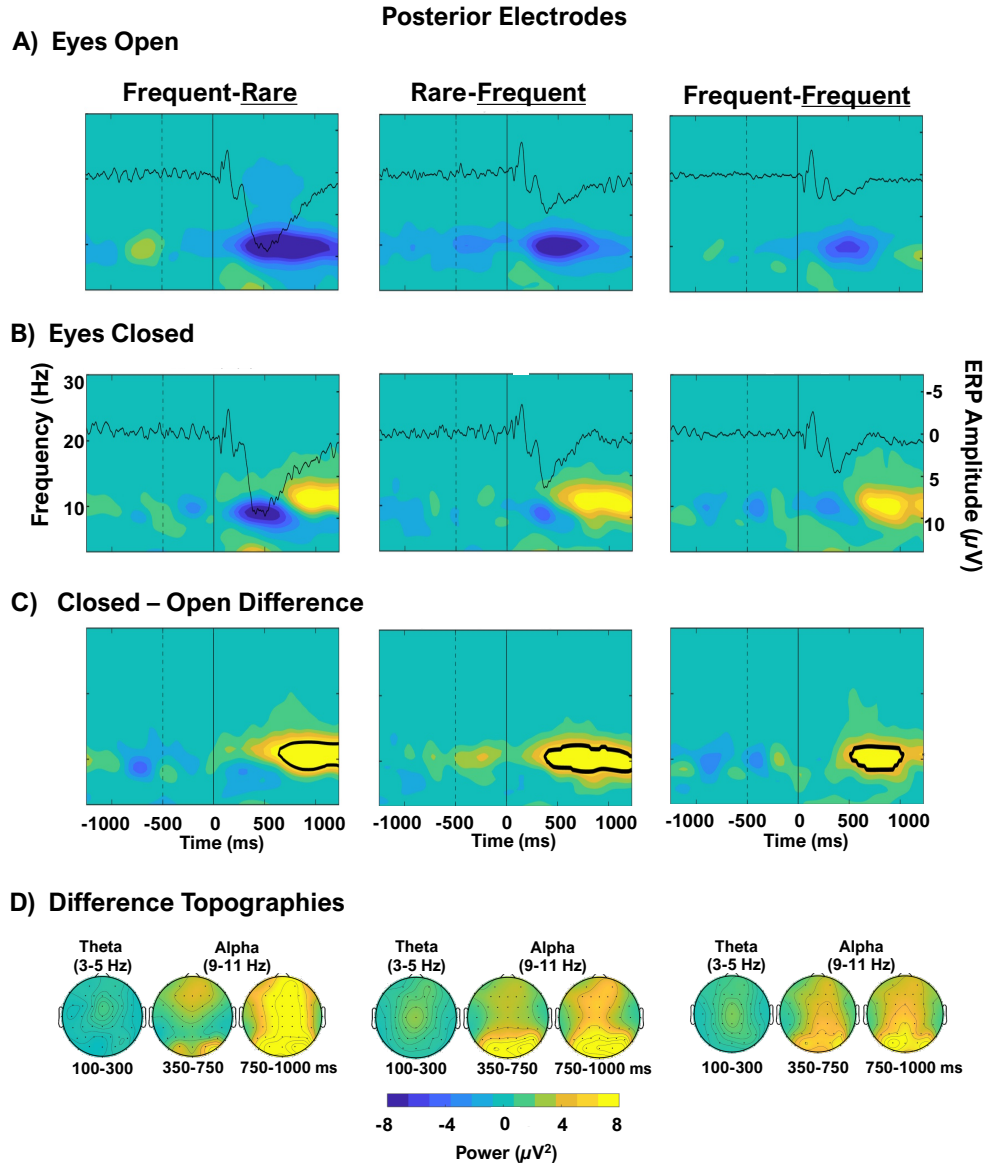 Posterior Electrodes
A) Eyes Open
Frequent-Rare
Rare-Frequent
Frequent-Frequent
B) Eyes Closed
Frequency (Hz)
30
20
10
-5
0
5
10
ERP Amplitude (µV)
C) Closed – Open Difference
-1000 -500 0 500 1000
Time (ms)
-1000 -500 0 500 1000
Time (ms)
-1000 -500 0 500 1000
Time (ms)
D) Difference Topographies
Theta
(3-5 Hz)
Alpha
(9-11 Hz)
Theta
(3-5 Hz)
Alpha
(9-11 Hz)
Theta
(3-5 Hz)
Alpha
(9-11 Hz)
100-300 350-750 750-1000 ms
100-300 350-750 750-1000 ms
100-300 350-750 750-1000 ms
-8 -4 0 4 8
Power (µV²)